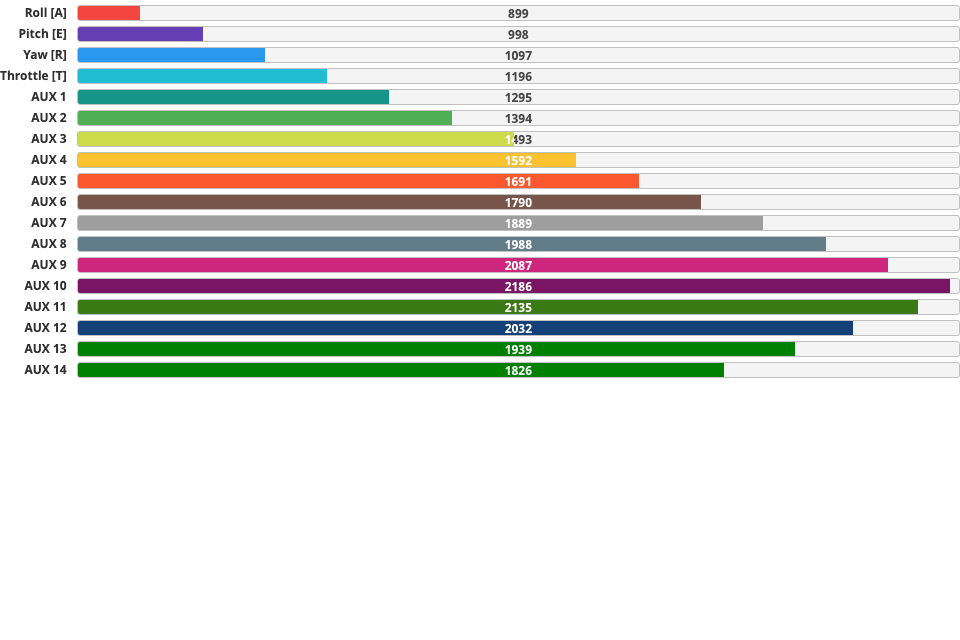 Roll [A] 899
Pitch [E] 998
Yaw [R] 1097
Throttle [T] 1196
AUX 1 1295
AUX 2 1394
AUX 3 1493
AUX 4 1592
AUX 5 1691
AUX 6 1790
AUX 7 1889
AUX 8 1988
AUX 9 2087
AUX 10 2186
AUX 11 2135
AUX 12 2032
AUX 13 1939
AUX 14 1826